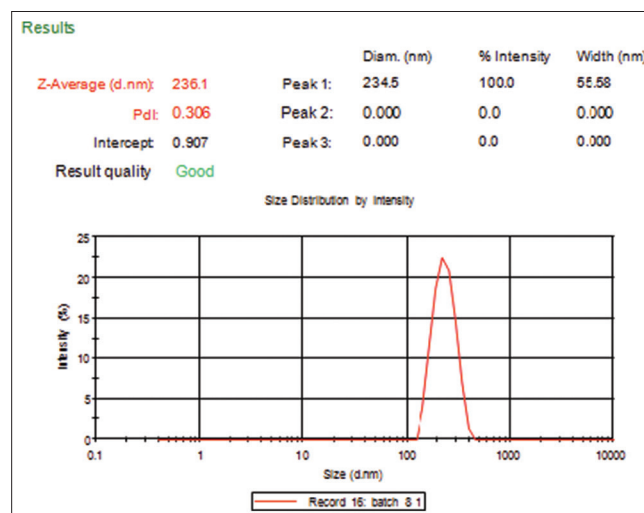 Results
Diam. (nm) % Intensity Width (nm)
Z-Average (d.nm): 236.1 Peak 1: 234.5 100.0 55.58
PdI: 0.306 Peak 2: 0.000 0.0 0.000
Intercept: 0.907 Peak 3: 0.000 0.0 0.000
Result quality Good
Size Distribution by Intensity
25
20
15
10
5
0
Intensity (%)
0.1 1 10 100 1000 10000
Size (d.nm)
Record 16: batch 8 1